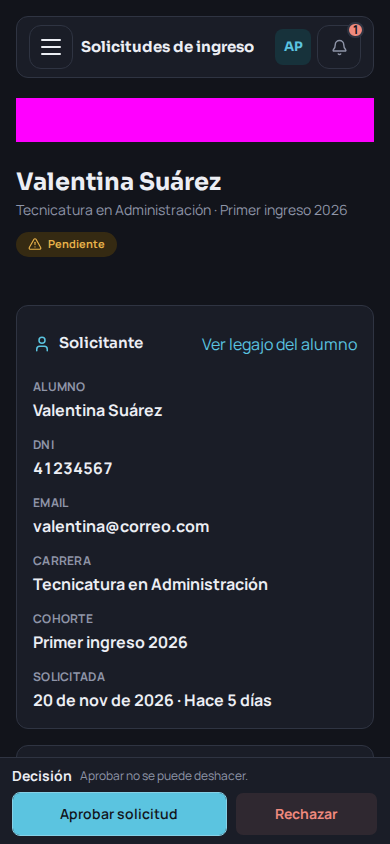 Solicitudes de ingreso
AP
1
Valentina Suárez
Tecnicatura en Administración · Primer ingreso 2026
Pendiente
Solicitante
Ver legajo del alumno
ALUMNO
Valentina Suárez
DNI
41234567
EMAIL
valentina@correo.com
CARRERA
Tecnicatura en Administración
COHORTE
Primer ingreso 2026
SOLICITADA
20 de nov de 2026 · Hace 5 días
Decisión Aprobar no se puede deshacer.
Aprobar solicitud
Rechazar